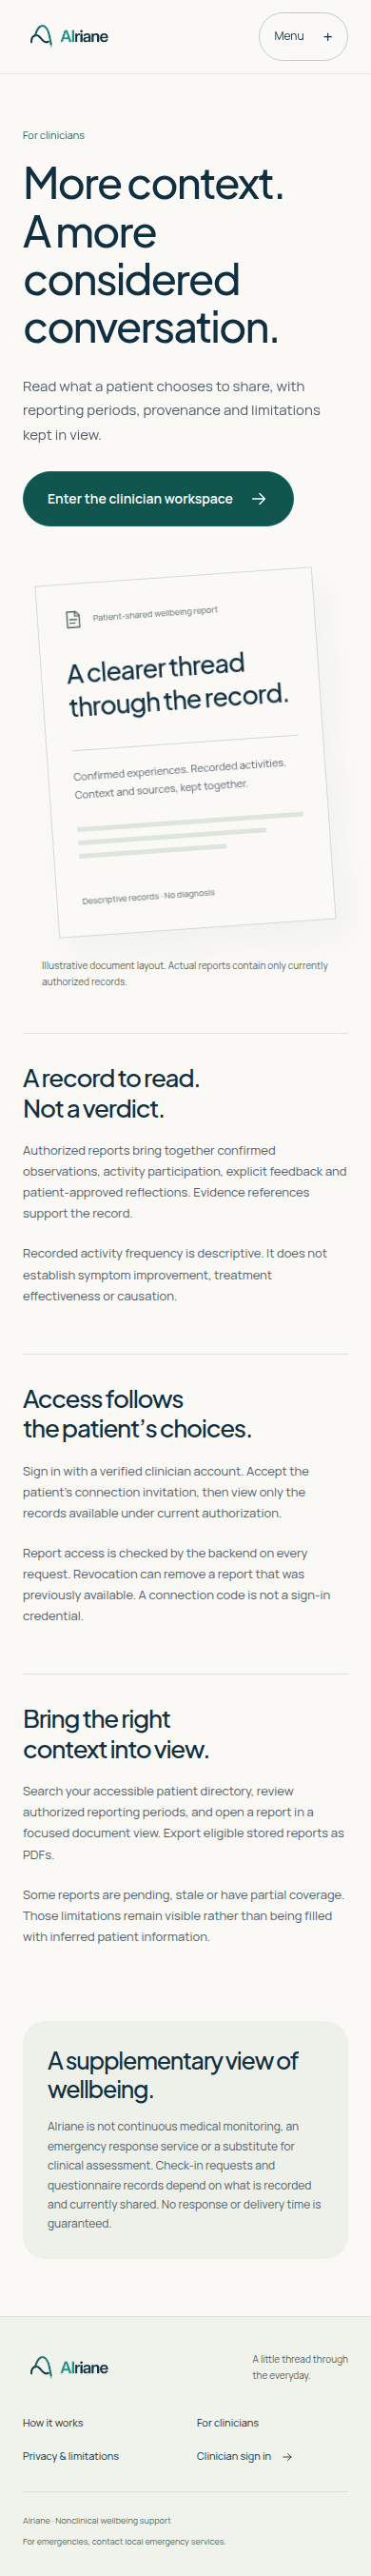 AIriane
Menu +
For clinicians
More context.
A more
considered
conversation.
Read what a patient chooses to share, with
reporting periods, provenance and limitations
kept in view.
Enter the clinician workspace →
Patient-shared wellbeing report
A clearer thread
through the record.
Confirmed experiences. Recorded activities.
Context and sources, kept together.
Descriptive records · No diagnosis
Illustrative document layout. Actual reports contain only currently
authorized records.
A record to read.
Not a verdict.
Authorized reports bring together confirmed
observations, activity participation, explicit feedback and
patient-approved reflections. Evidence references
support the record.
Recorded activity frequency is descriptive. It does not
establish symptom improvement, treatment
effectiveness or causation.
Access follows
the patient’s choices.
Sign in with a verified clinician account. Accept the
patient’s connection invitation, then view only the
records available under current authorization.
Report access is checked by the backend on every
request. Revocation can remove a report that was
previously available. A connection code is not a sign-in
credential.
Bring the right
context into view.
Search your accessible patient directory, review
authorized reporting periods, and open a report in a
focused document view. Export eligible stored reports as
PDFs.
Some reports are pending, stale or have partial coverage.
Those limitations remain visible rather than being filled
with inferred patient information.
A supplementary view of
wellbeing.
AIriane is not continuous medical monitoring, an
emergency response service or a substitute for
clinical assessment. Check-in requests and
questionnaire records depend on what is recorded
and currently shared. No response or delivery time is
guaranteed.
AIriane
A little thread through
the everyday.
How it works
For clinicians
Privacy & limitations
Clinician sign in →
AIriane · Nonclinical wellbeing support
For emergencies, contact local emergency services.